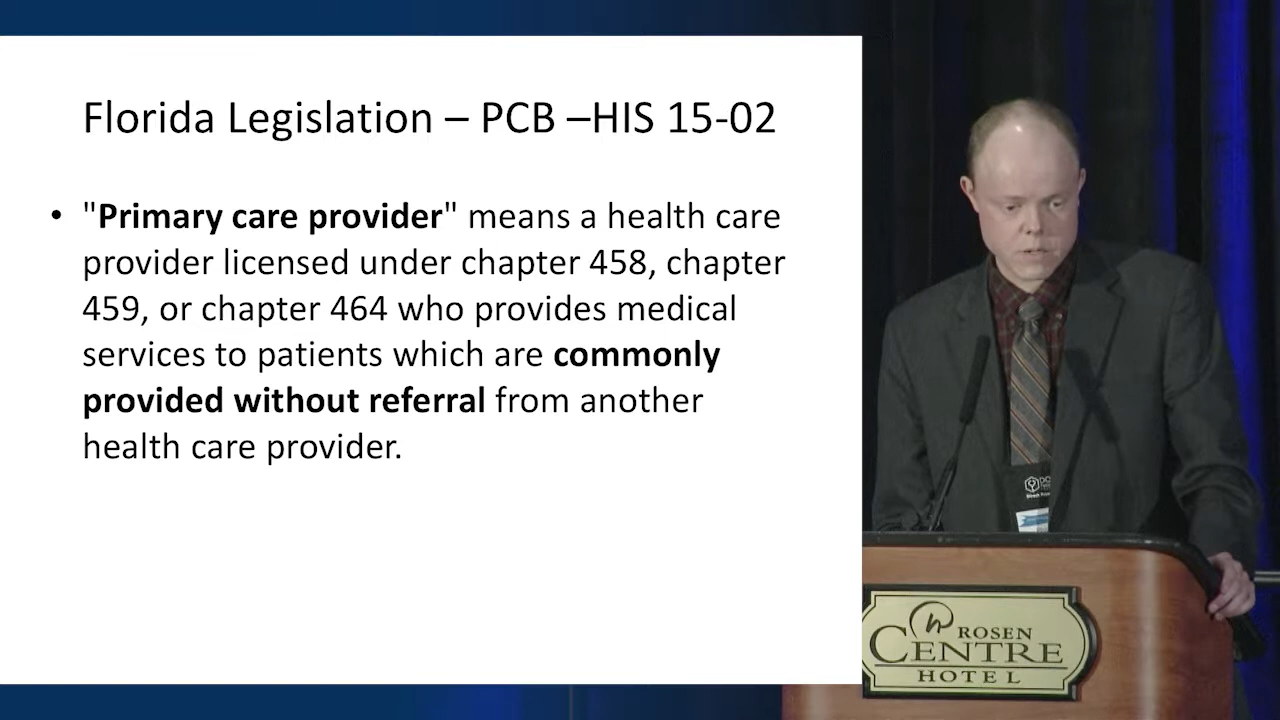 Florida Legislation – PCB –HIS 15-02
• "Primary care provider" means a health care
provider licensed under chapter 458, chapter
459, or chapter 464 who provides medical
services to patients which are commonly
provided without referral from another
health care provider.
ROSEN
CENTRE
HOTEL